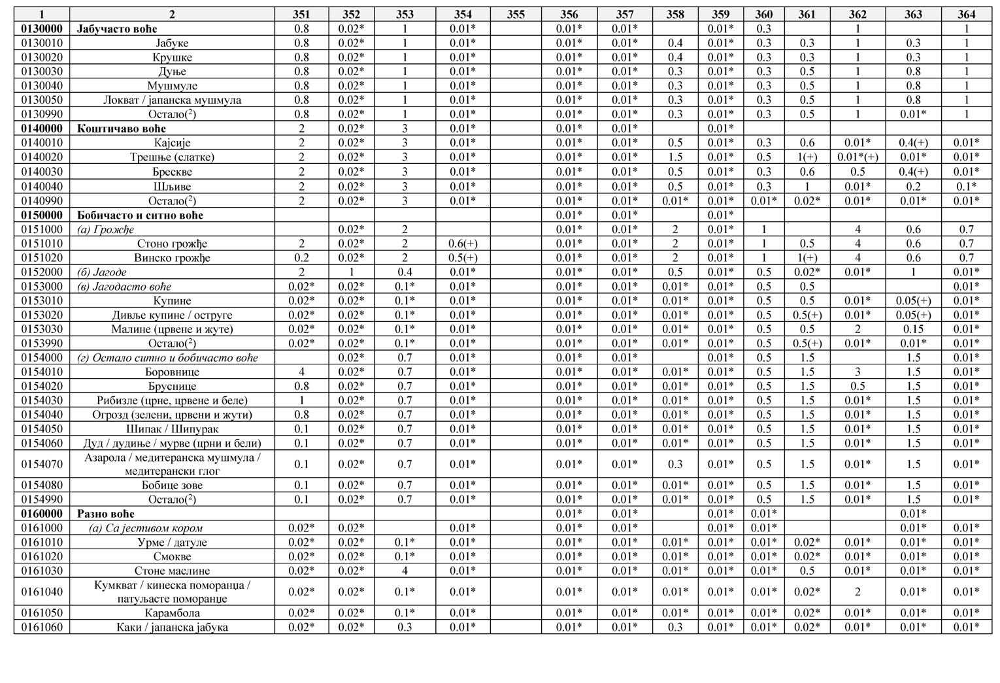 1 2 351 352 353 354 355 356 357 358 359 360 361 362 363 364
0130000 Јабучасто воће 0.8 0.02* 1 0.01* 0.01* 0.01* 0.01* 0.3 1 1
0130010 Јабуке 0.8 0.02* 1 0.01* 0.01* 0.01* 0.4 0.01* 0.3 0.3 1 0.3 1
0130020 Крушке 0.8 0.02* 1 0.01* 0.01* 0.01* 0.4 0.01* 0.3 0.3 1 0.3 1
0130030 Дуње 0.8 0.02* 1 0.01* 0.01* 0.01* 0.3 0.01* 0.3 0.5 1 0.8 1
0130040 Мушмуле 0.8 0.02* 1 0.01* 0.01* 0.01* 0.3 0.01* 0.3 0.5 1 0.8 1
0130050 Локват / јапанска мушмула 0.8 0.02* 1 0.01* 0.01* 0.01* 0.3 0.01* 0.3 0.5 1 0.8 1
0130990 Остало(2) 0.8 0.02* 1 0.01* 0.01* 0.01* 0.3 0.01* 0.3 0.5 1 0.01* 1
0140000 Коштичаво воће 2 0.02* 3 0.01* 0.01* 0.01* 0.01*
0140010 Кајсије 2 0.02* 3 0.01* 0.01* 0.01* 0.5 0.01* 0.3 0.6 0.01* 0.4(+) 0.01*
0140020 Трешње (слатке) 2 0.02* 3 0.01* 0.01* 0.01* 1.5 0.01* 0.5 1(+) 0.01*(+) 0.01* 0.01*
0140030 Брескве 2 0.02* 3 0.01* 0.01* 0.01* 0.5 0.01* 0.3 0.6 0.5 0.4(+) 0.01*
0140040 Шљиве 2 0.02* 3 0.01* 0.01* 0.01* 0.5 0.01* 0.3 1 0.01* 0.2 0.1*
0140990 Остало(2) 2 0.02* 3 0.01* 0.01* 0.01* 0.01* 0.01* 0.01* 0.02* 0.01* 0.01* 0.01*
0150000 Бобичасто и ситно воће 0.01* 0.01* 0.01*
0151000 (а) Грожђе 0.02* 2 0.01* 0.01* 2 0.01* 1 4 0.6 0.7
0151010 Стоно грожђе 2 0.02* 2 0.6(+) 0.01* 0.01* 2 0.01* 1 0.5 4 0.6 0.7
0151020 Винско грожђе 0.2 0.02* 2 0.5(+) 0.01* 0.01* 2 0.01* 1 1(+) 4 0.6 0.7
0152000 (б) Јагоде 2 1 0.4 0.01* 0.01* 0.01* 0.5 0.01* 0.5 0.02* 0.01* 1 0.01*
0153000 (в) Јагодасто воће 0.02* 0.02* 0.1* 0.01* 0.01* 0.01* 0.01* 0.01* 0.5 0.5 0.01*
0153010 Купине 0.02* 0.02* 0.1* 0.01* 0.01* 0.01* 0.01* 0.01* 0.5 0.5 0.01* 0.05(+) 0.01*
0153020 Дивље купине / оструге 0.02* 0.02* 0.1* 0.01* 0.01* 0.01* 0.01* 0.01* 0.5 0.5(+) 0.01* 0.05(+) 0.01*
0153030 Малине (црвене и жуте) 0.02* 0.02* 0.1* 0.01* 0.01* 0.01* 0.01* 0.01* 0.5 0.5 2 0.15 0.01*
0153990 Остало(2) 0.02* 0.02* 0.1* 0.01* 0.01* 0.01* 0.01* 0.01* 0.5 0.5(+) 0.01* 0.01* 0.01*
0154000 (г) Остало ситно и бобичасто воће 0.02* 0.7 0.01* 0.01* 0.01* 0.01* 0.5 1.5 1.5 0.01*
0154010 Боровнице 4 0.02* 0.7 0.01* 0.01* 0.01* 0.01* 0.01* 0.5 1.5 3 1.5 0.01*
0154020 Бруснице 0.8 0.02* 0.7 0.01* 0.01* 0.01* 0.01* 0.01* 0.5 1.5 0.5 1.5 0.01*
0154030 Рибизле (црне, црвене и беле) 1 0.02* 0.7 0.01* 0.01* 0.01* 0.01* 0.01* 0.5 1.5 0.01* 1.5 0.01*
0154040 Огрозд (зелени, црвени и жути) 0.8 0.02* 0.7 0.01* 0.01* 0.01* 0.01* 0.01* 0.5 1.5 0.01* 1.5 0.01*
0154050 Шипак / Шипурак 0.1 0.02* 0.7 0.01* 0.01* 0.01* 0.01* 0.01* 0.5 1.5 0.01* 1.5 0.01*
0154060 Дуд / дудиње / мурве (црни и бели) 0.1 0.02* 0.7 0.01* 0.01* 0.01* 0.01* 0.01* 0.5 1.5 0.01* 1.5 0.01*
0154070 Азарола / медитеранска мушмула /
медитерански глог 0.1 0.02* 0.7 0.01* 0.01* 0.01* 0.3 0.01* 0.5 1.5 0.01* 1.5 0.01*
0154080 Бобице зове 0.1 0.02* 0.7 0.01* 0.01* 0.01* 0.01* 0.01* 0.5 1.5 0.01* 1.5 0.01*
0154990 Остало(2) 0.1 0.02* 0.7 0.01* 0.01* 0.01* 0.01* 0.01* 0.5 1.5 0.01* 1.5 0.01*
0160000 Разно воће 0.01* 0.01* 0.01* 0.01* 0.01*
0161000 (а) Са јестивом кором 0.02* 0.02* 0.01* 0.01* 0.01* 0.01* 0.01* 0.01* 0.01*
0161010 Урме / датуле 0.02* 0.02* 0.1* 0.01* 0.01* 0.01* 0.01* 0.01* 0.01* 0.02* 0.01* 0.01* 0.01*
0161020 Смокве 0.02* 0.02* 0.1* 0.01* 0.01* 0.01* 0.01* 0.01* 0.01* 0.02* 0.01* 0.01* 0.01*
0161030 Стоне маслине 0.02* 0.02* 4 0.01* 0.01* 0.01* 0.01* 0.01* 0.01* 0.5 0.01* 0.01* 0.01*
0161040 Кумкват / кинеска поморанџа /
патуљасте поморанџе 0.02* 0.02* 0.1* 0.01* 0.01* 0.01* 0.01* 0.01* 0.01* 0.02* 2 0.01* 0.01*
0161050 Карамбола 0.02* 0.02* 0.1* 0.01* 0.01* 0.01* 0.01* 0.01* 0.01* 0.02* 0.01* 0.01* 0.01*
0161060 Каки / јапанска јабука 0.02* 0.02* 0.3 0.01* 0.01* 0.01* 0.3 0.01* 0.01* 0.02* 0.01* 0.01* 0.01*